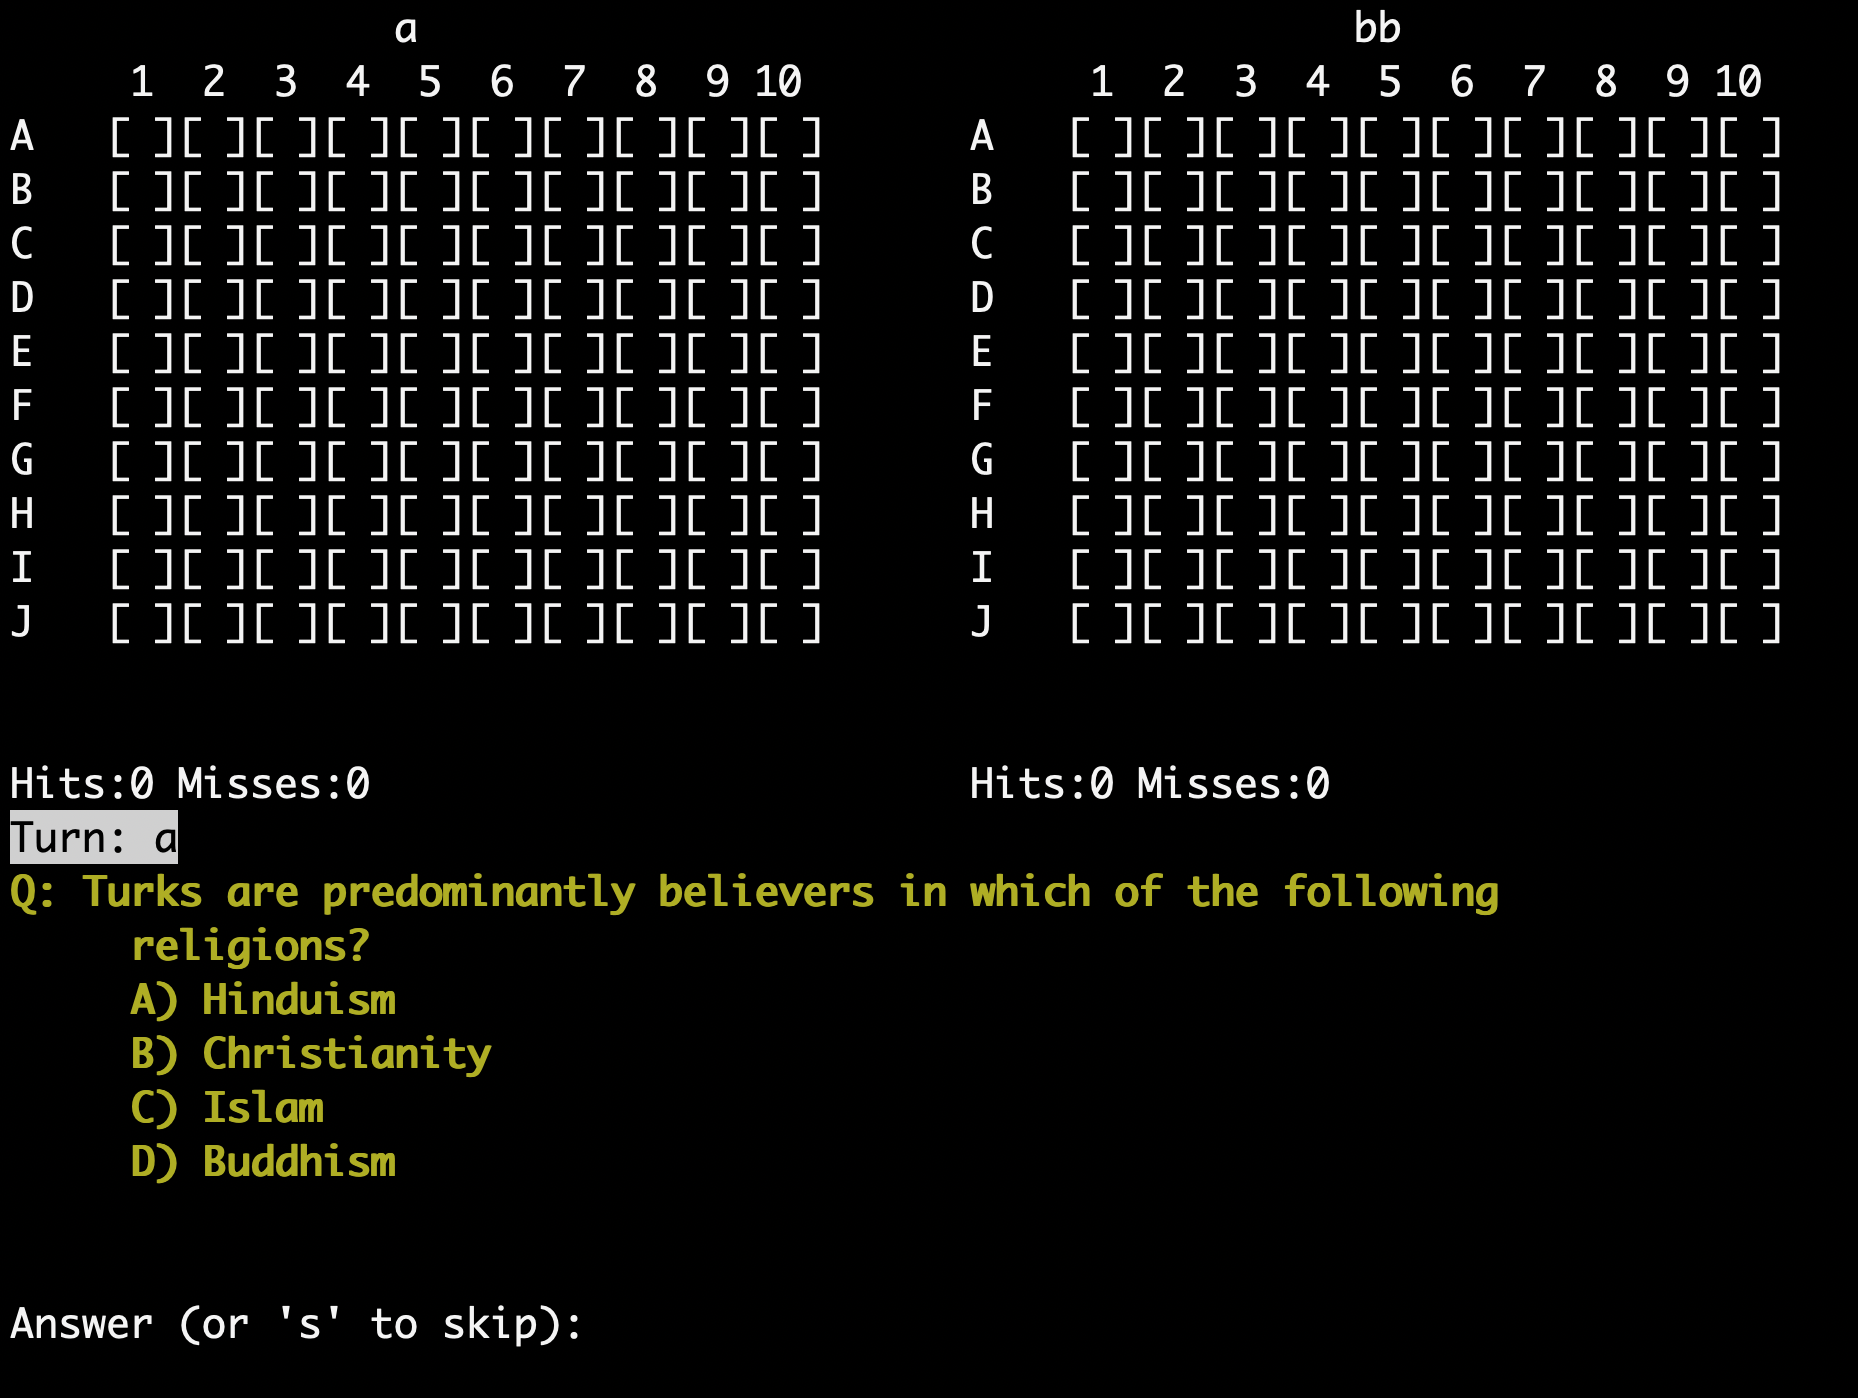 a bb
1 2 3 4 5 6 7 8 9 10 1 2 3 4 5 6 7 8 9 10
A [ ][ ][ ][ ][ ][ ][ ][ ][ ][ ] A [ ][ ][ ][ ][ ][ ][ ][ ][ ][ ]
B [ ][ ][ ][ ][ ][ ][ ][ ][ ][ ] B [ ][ ][ ][ ][ ][ ][ ][ ][ ][ ]
C [ ][ ][ ][ ][ ][ ][ ][ ][ ][ ] C [ ][ ][ ][ ][ ][ ][ ][ ][ ][ ]
D [ ][ ][ ][ ][ ][ ][ ][ ][ ][ ] D [ ][ ][ ][ ][ ][ ][ ][ ][ ][ ]
E [ ][ ][ ][ ][ ][ ][ ][ ][ ][ ] E [ ][ ][ ][ ][ ][ ][ ][ ][ ][ ]
F [ ][ ][ ][ ][ ][ ][ ][ ][ ][ ] F [ ][ ][ ][ ][ ][ ][ ][ ][ ][ ]
G [ ][ ][ ][ ][ ][ ][ ][ ][ ][ ] G [ ][ ][ ][ ][ ][ ][ ][ ][ ][ ]
H [ ][ ][ ][ ][ ][ ][ ][ ][ ][ ] H [ ][ ][ ][ ][ ][ ][ ][ ][ ][ ]
I [ ][ ][ ][ ][ ][ ][ ][ ][ ][ ] I [ ][ ][ ][ ][ ][ ][ ][ ][ ][ ]
J [ ][ ][ ][ ][ ][ ][ ][ ][ ][ ] J [ ][ ][ ][ ][ ][ ][ ][ ][ ][ ]
Hits:0 Misses:0 Hits:0 Misses:0
Turn: a
Q: Turks are predominantly believers in which of the following
religions?
A) Hinduism
B) Christianity
C) Islam
D) Buddhism
Answer (or 's' to skip):